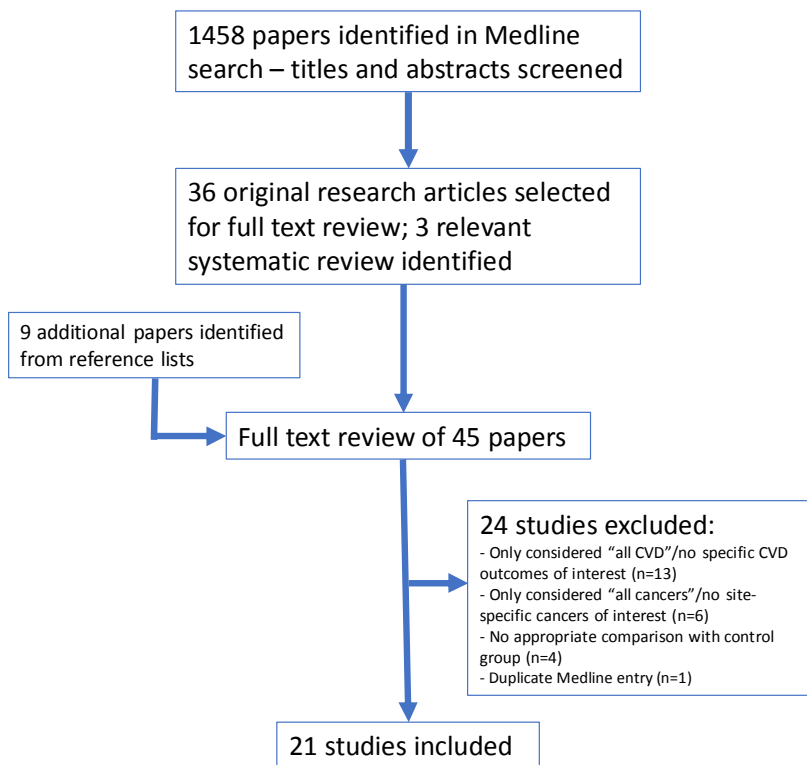 1458 papers identified in Medline
search – titles and abstracts screened
36 original research articles selected
for full text review; 3 relevant
systematic review identified
9 additional papers identified
from reference lists
Full text review of 45 papers
24 studies excluded:
- Only considered “all CVD”/no specific CVD
outcomes of interest (n=13)
- Only considered “all cancers”/no site-
specific cancers of interest (n=6)
- No appropriate comparison with control
group (n=4)
- Duplicate Medline entry (n=1)
21 studies included